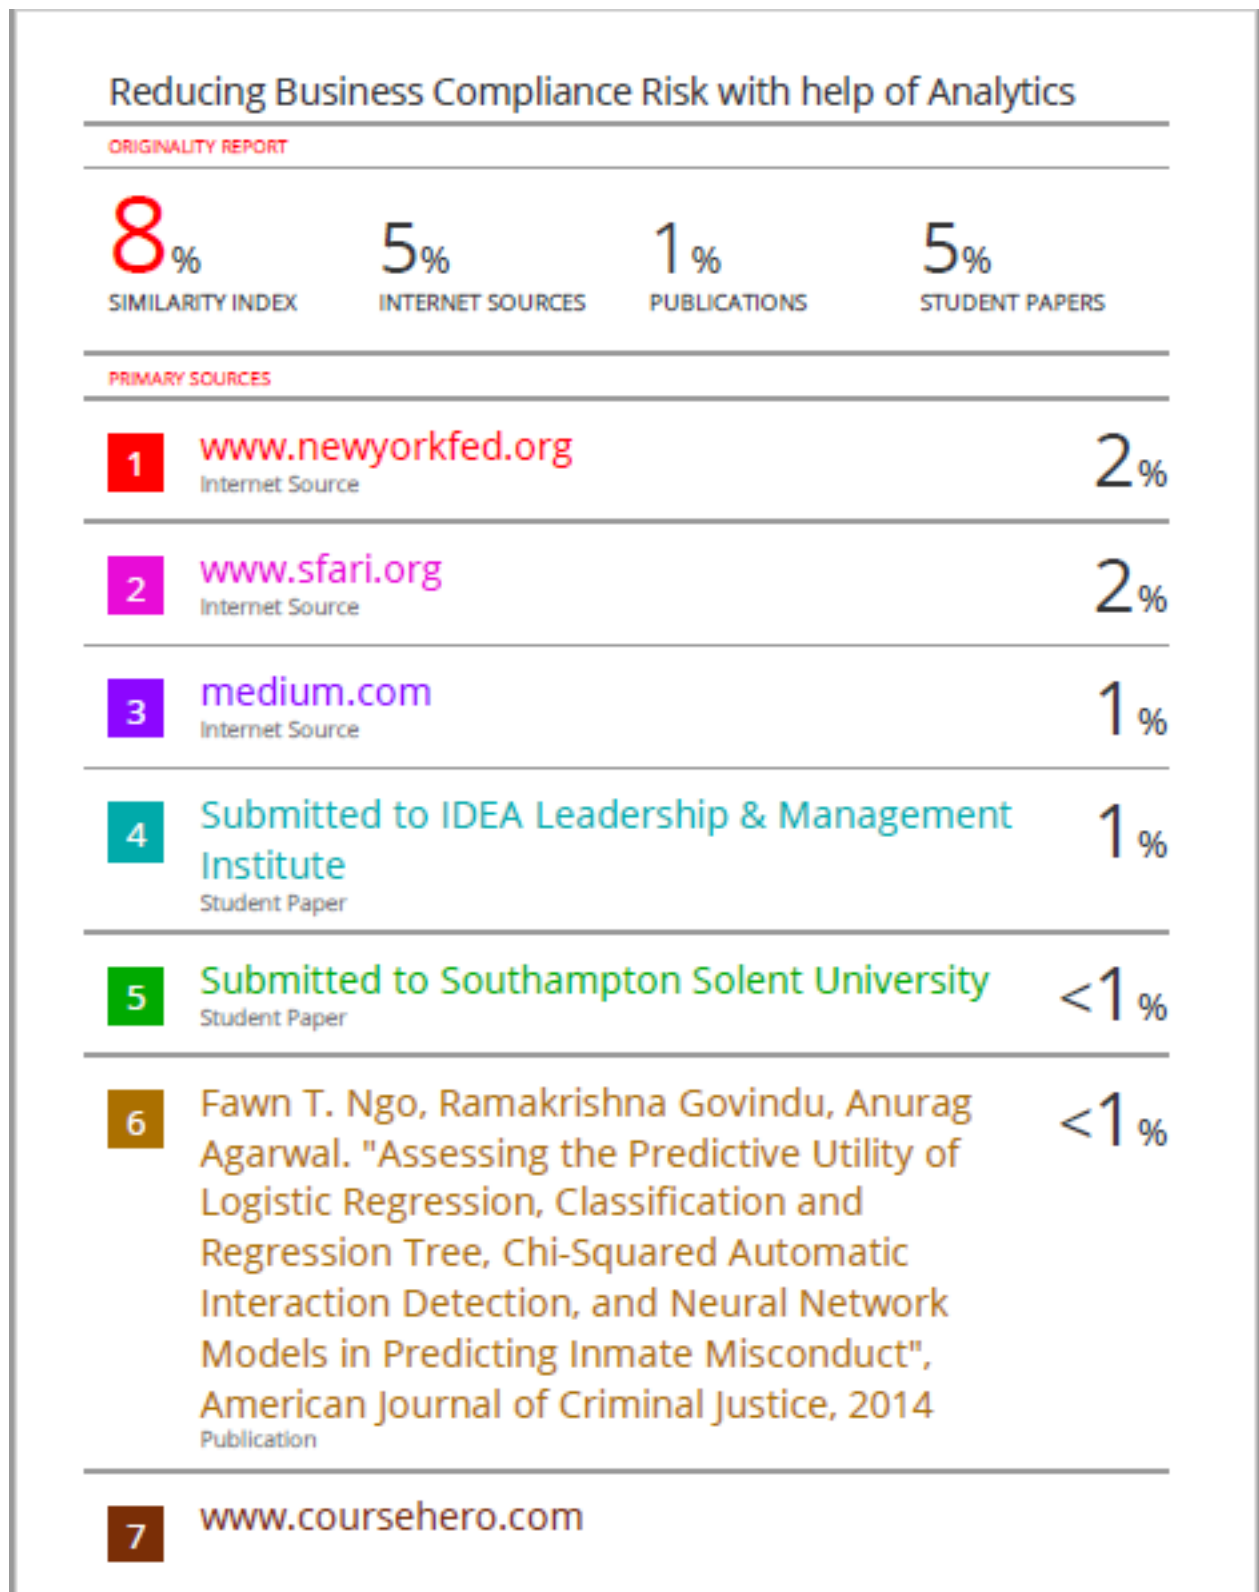 Reducing Business Compliance Risk with help of Analytics
ORIGINALITY REPORT
8% 5% 1% 5%
SIMILARITY INDEX INTERNET SOURCES PUBLICATIONS STUDENT PAPERS
PRIMARY SOURCES
1 www.newyorkfed.org 2%
Internet Source
2 www.sfari.org 2%
Internet Source
3 medium.com 1%
Internet Source
4 Submitted to IDEA Leadership & Management 1%
Institute
Student Paper
5 Submitted to Southampton Solent University <1%
Student Paper
6 Fawn T. Ngo, Ramakrishna Govindu, Anurag <1%
Agarwal. "Assessing the Predictive Utility of
Logistic Regression, Classification and
Regression Tree, Chi-Squared Automatic
Interaction Detection, and Neural Network
Models in Predicting Inmate Misconduct",
American Journal of Criminal Justice, 2014
Publication
7 www.coursehero.com